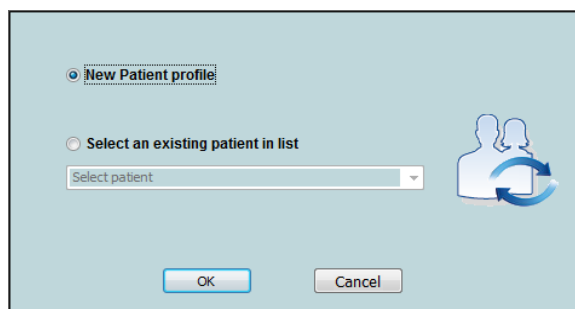 New Patient profile
Select an existing patient in list
Select patient
OK
Cancel